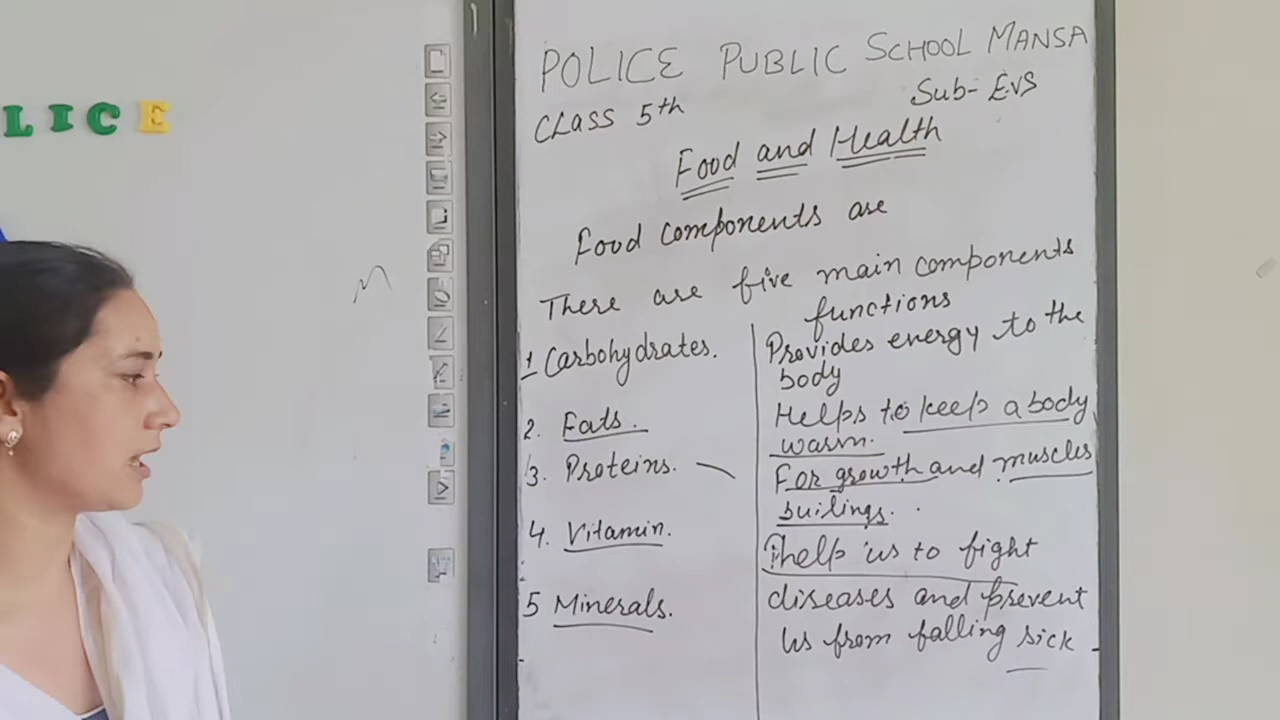 LICE
POLICE PUBLIC SCHOOL MANSA
CLASS 5th Sub- EVS
Food and Health
Food components are
There are five main components
functions
1 Carbohydrates. Provides energy to the
body
2. Fats. Helps to keep a body
warm.
3. Proteins. For growth and muscles
builings.
4. Vitamin. help us to fight
5 Minerals. diseases and prevent
us from falling sick